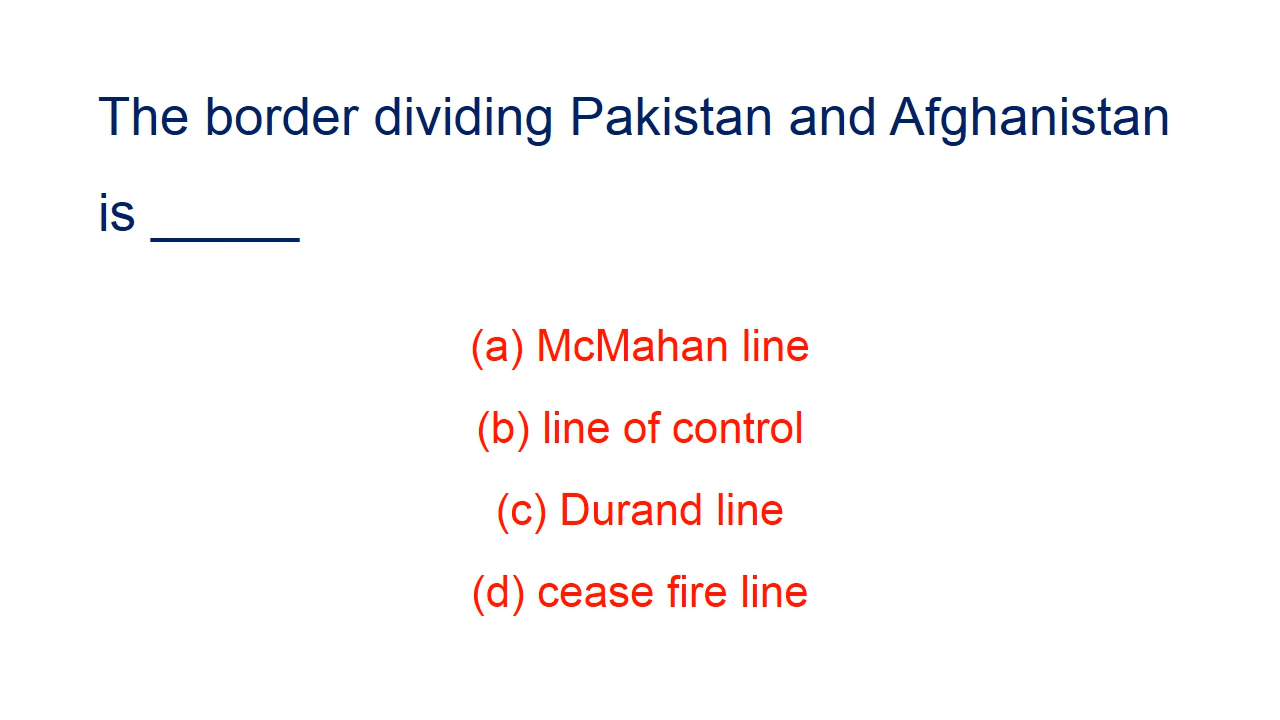 The border dividing Pakistan and Afghanistan
is ______
(a) McMahan line
(b) line of control
(c) Durand line
(d) cease fire line